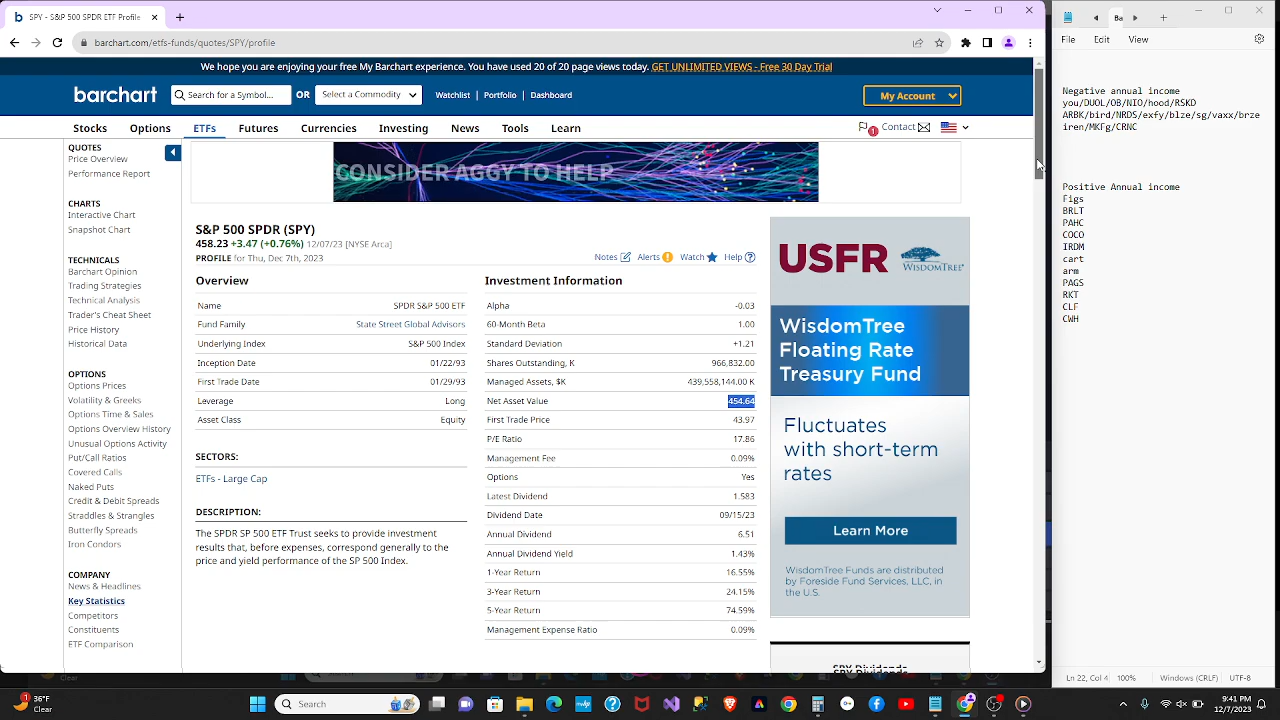 SPY - S&P 500 SPDR ETF Profile
barchart.com/etfs-funds/quotes/SPY/profile
We hope you are enjoying your free My Barchart experience. You have used 20 of 20 page views today. GET UNLIMITED VIEWS - Free 30 Day Trial
barchart
Search for a Symbol...
OR
Select a Commodity
Watchlist | Portfolio | Dashboard
My Account
Stocks Options ETFs Futures Currencies Investing News Tools Learn
Contact
QUOTES
Price Overview
Performance Report
CHARTS
Interactive Chart
Snapshot Chart
TECHNICALS
Barchart Opinion
Trading Strategies
Technical Analysis
Trader's Cheat Sheet
Price History
Historical Data
OPTIONS
Options Prices
Volatility & Greeks
Options Time & Sales
Options Overview History
Unusual Options Activity
Put/Call Ratios
Covered Calls
Naked Puts
Credit & Debit Spreads
Straddles & Strangles
Butterfly Spreads
Iron Condors
COMPANY
News & Headlines
Key Statistics
Competitors
Constituents
ETF Comparison
CONSIDER AGGY TO HELP
S&P 500 SPDR (SPY)
458.23 +3.47 (+0.76%) 12/07/23 [NYSE Arca]
PROFILE for Thu, Dec 7th, 2023
Notes Alerts Watch Help
Overview
Name SPDR S&P 500 ETF
Fund Family State Street Global Advisors
Underlying Index S&P 500 Index
Inception Date 01/22/93
First Trade Date 01/29/93
Leverage Long
Asset Class Equity
SECTORS:
ETFs - Large Cap
DESCRIPTION:
The SPDR SP 500 ETF Trust seeks to provide investment
results that, before expenses, correspond generally to the
price and yield performance of the SP 500 Index.
Investment Information
Alpha -0.03
60-Month Beta 1.00
Standard Deviation +1.21
Shares Outstanding, K 966,832.00
Managed Assets, $K 439,558,144.00 K
Net Asset Value 454.64
First Trade Price 43.97
P/E Ratio 17.86
Management Fee 0.09%
Options Yes
Latest Dividend 1.583
Dividend Date 09/15/23
Annual Dividend 6.51
Annual Dividend Yield 1.43%
1-Year Return 16.55%
3-Year Return 24.15%
5-Year Return 74.59%
Management Expense Ratio 0.09%
USFR
WISDOMTREE
WisdomTree
Floating Rate
Treasury Fund
Fluctuates
with short-term
rates
Learn More
WisdomTree Funds are distributed
by Foreside Fund Services, LLC, in
the U.S.
SPY Dividends
Ba
File Edit View
Negative annual income
you/DUOL/OB/NIO/hood/RSKD
ARBK/bird/NRDS/exfy/blze/sg/vaxx/brze
iren/MKFg/CRNC
Positive Annual income
Figs
BRLT
PAHC
COCO
IRDM
cart
arm
PAGS
RKT
CLF
CWH
Ln 22, Col 4 100% Windows (CRLF) UTF-8
36°F
Clear
Clear
Search
9:41 PM
12/7/2023